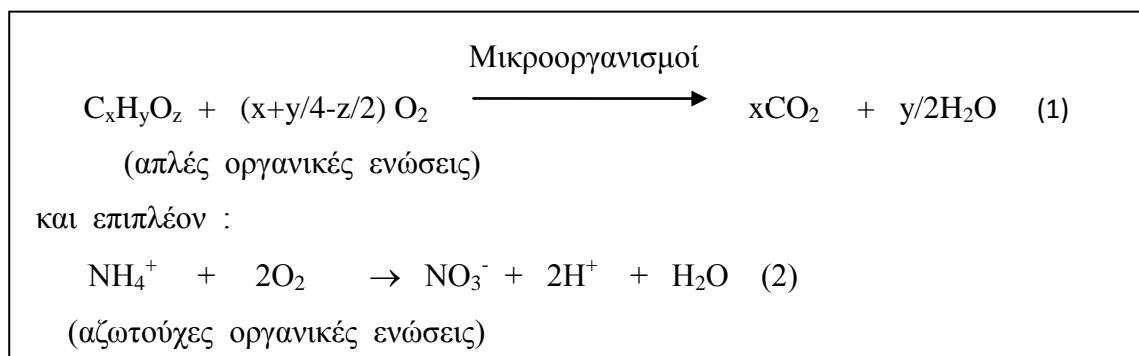 Μικροοργανισμοί
CₓHᵧO_z + (x+y/4-z/2) O₂ ⟶ xCO₂ + y/2H₂O (1)
(απλές οργανικές ενώσεις)
και επιπλέον :
NH₄⁺ + 2O₂ → NO₃⁻ + 2H⁺ + H₂O (2)
(αζωτούχες οργανικές ενώσεις)